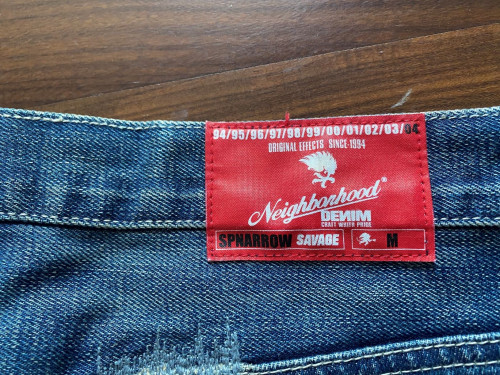 94/95/96/97/98/99/00/01/02/03/04
ORIGINAL EFFECTS SINCE-1994
Neighborhood®
DENIM
CRAFT WITH PRIDE
SPNARROW SAVAGE M